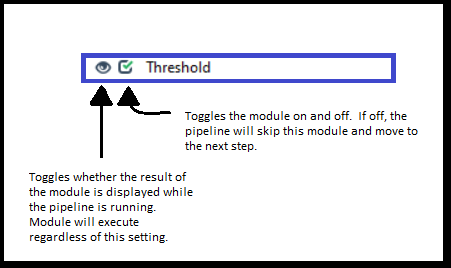 Threshold
Toggles the module on and off.  If off, the
pipeline will skip this module and move to
the next step.
Toggles whether the result of
the module is displayed while
the pipeline is running.
Module will execute
regardless of this setting.